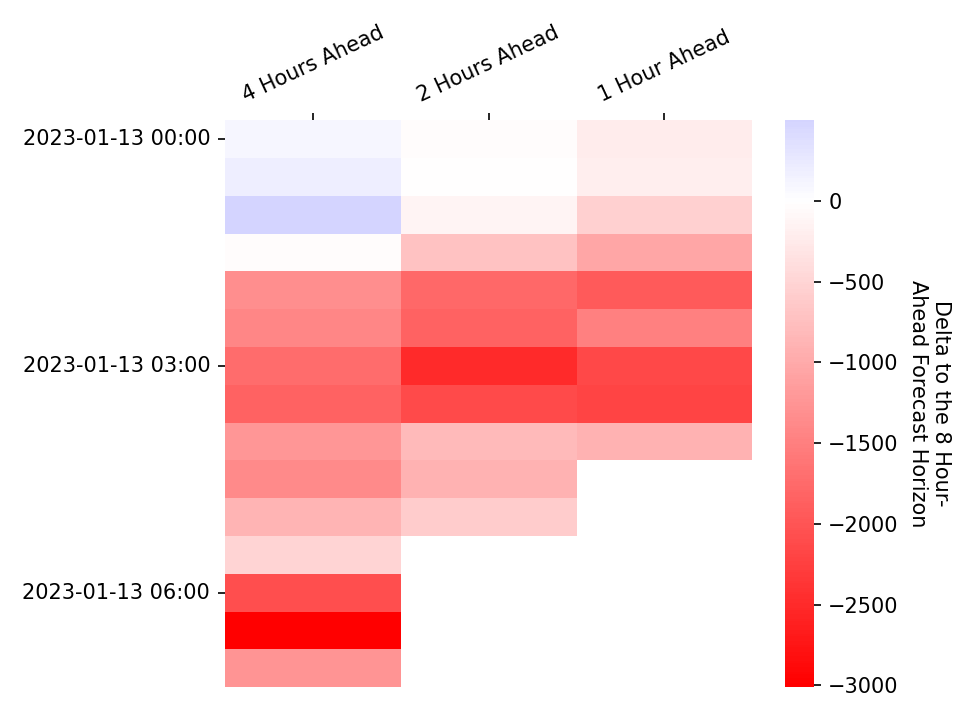 4 Hours Ahead
2 Hours Ahead
1 Hour Ahead
2023-01-13 00:00
2023-01-13 03:00
2023-01-13 06:00
0
−500
−1000
−1500
−2000
−2500
−3000
Delta to the 8 Hour-
Ahead Forecast Horizon